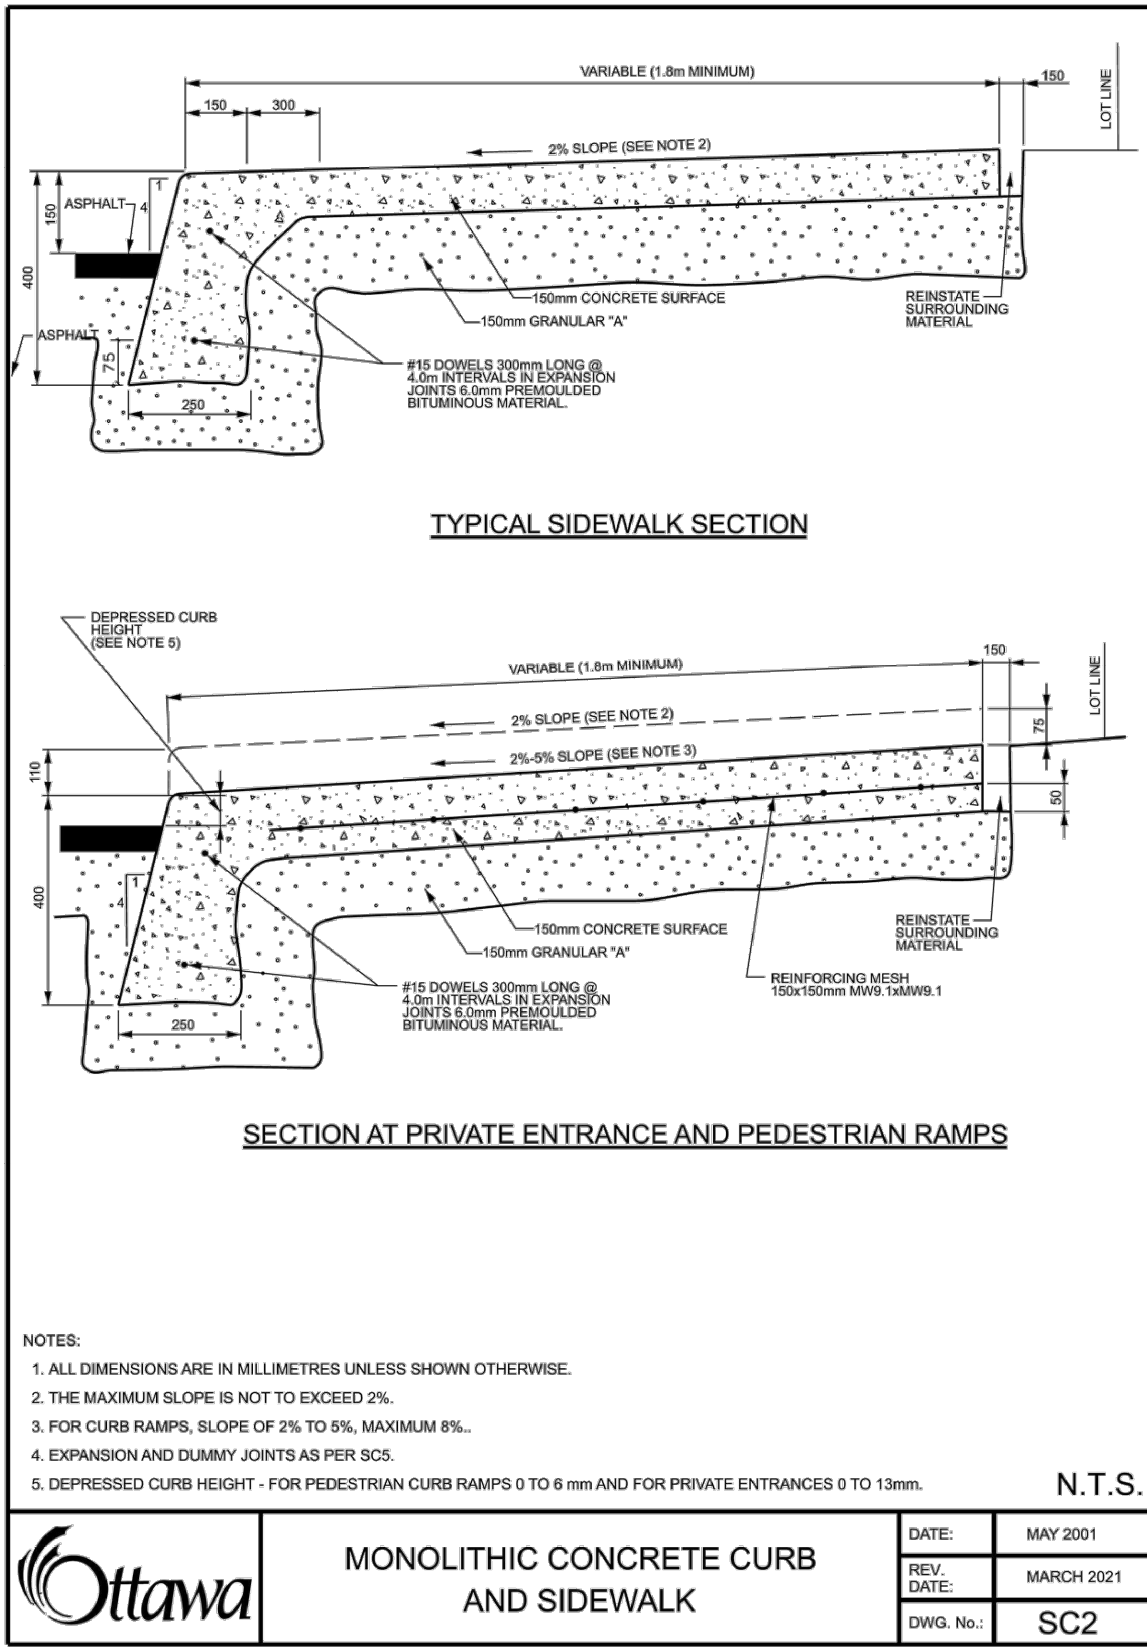 VARIABLE (1.8m MINIMUM)
150
LOT LINE
150
300
2% SLOPE (SEE NOTE 2)
1
4
150
ASPHALT
400
ASPHALT
75
250
150mm CONCRETE SURFACE
150mm GRANULAR "A"
REINSTATE
SURROUNDING
MATERIAL
#15 DOWELS 300mm LONG @
4.0m INTERVALS IN EXPANSION
JOINTS 6.0mm PREMOULDED
BITUMINOUS MATERIAL.
TYPICAL SIDEWALK SECTION
DEPRESSED CURB
HEIGHT
(SEE NOTE 5)
VARIABLE (1.8m MINIMUM)
150
LOT LINE
2% SLOPE (SEE NOTE 2)
75
2%-5% SLOPE (SEE NOTE 3)
110
50
400
1
4
150mm CONCRETE SURFACE
150mm GRANULAR "A"
REINSTATE
SURROUNDING
MATERIAL
REINFORCING MESH
150x150mm MW9.1xMW9.1
#15 DOWELS 300mm LONG @
4.0m INTERVALS IN EXPANSION
JOINTS 6.0mm PREMOULDED
BITUMINOUS MATERIAL.
250
SECTION AT PRIVATE ENTRANCE AND PEDESTRIAN RAMPS
NOTES:
1. ALL DIMENSIONS ARE IN MILLIMETRES UNLESS SHOWN OTHERWISE.
2. THE MAXIMUM SLOPE IS NOT TO EXCEED 2%.
3. FOR CURB RAMPS, SLOPE OF 2% TO 5%, MAXIMUM 8%..
4. EXPANSION AND DUMMY JOINTS AS PER SC5.
5. DEPRESSED CURB HEIGHT - FOR PEDESTRIAN CURB RAMPS 0 TO 6 mm AND FOR PRIVATE ENTRANCES 0 TO 13mm.
N.T.S.
Ottawa
MONOLITHIC CONCRETE CURB
AND SIDEWALK
DATE: MAY 2001
REV.
DATE: MARCH 2021
DWG. No.: SC2